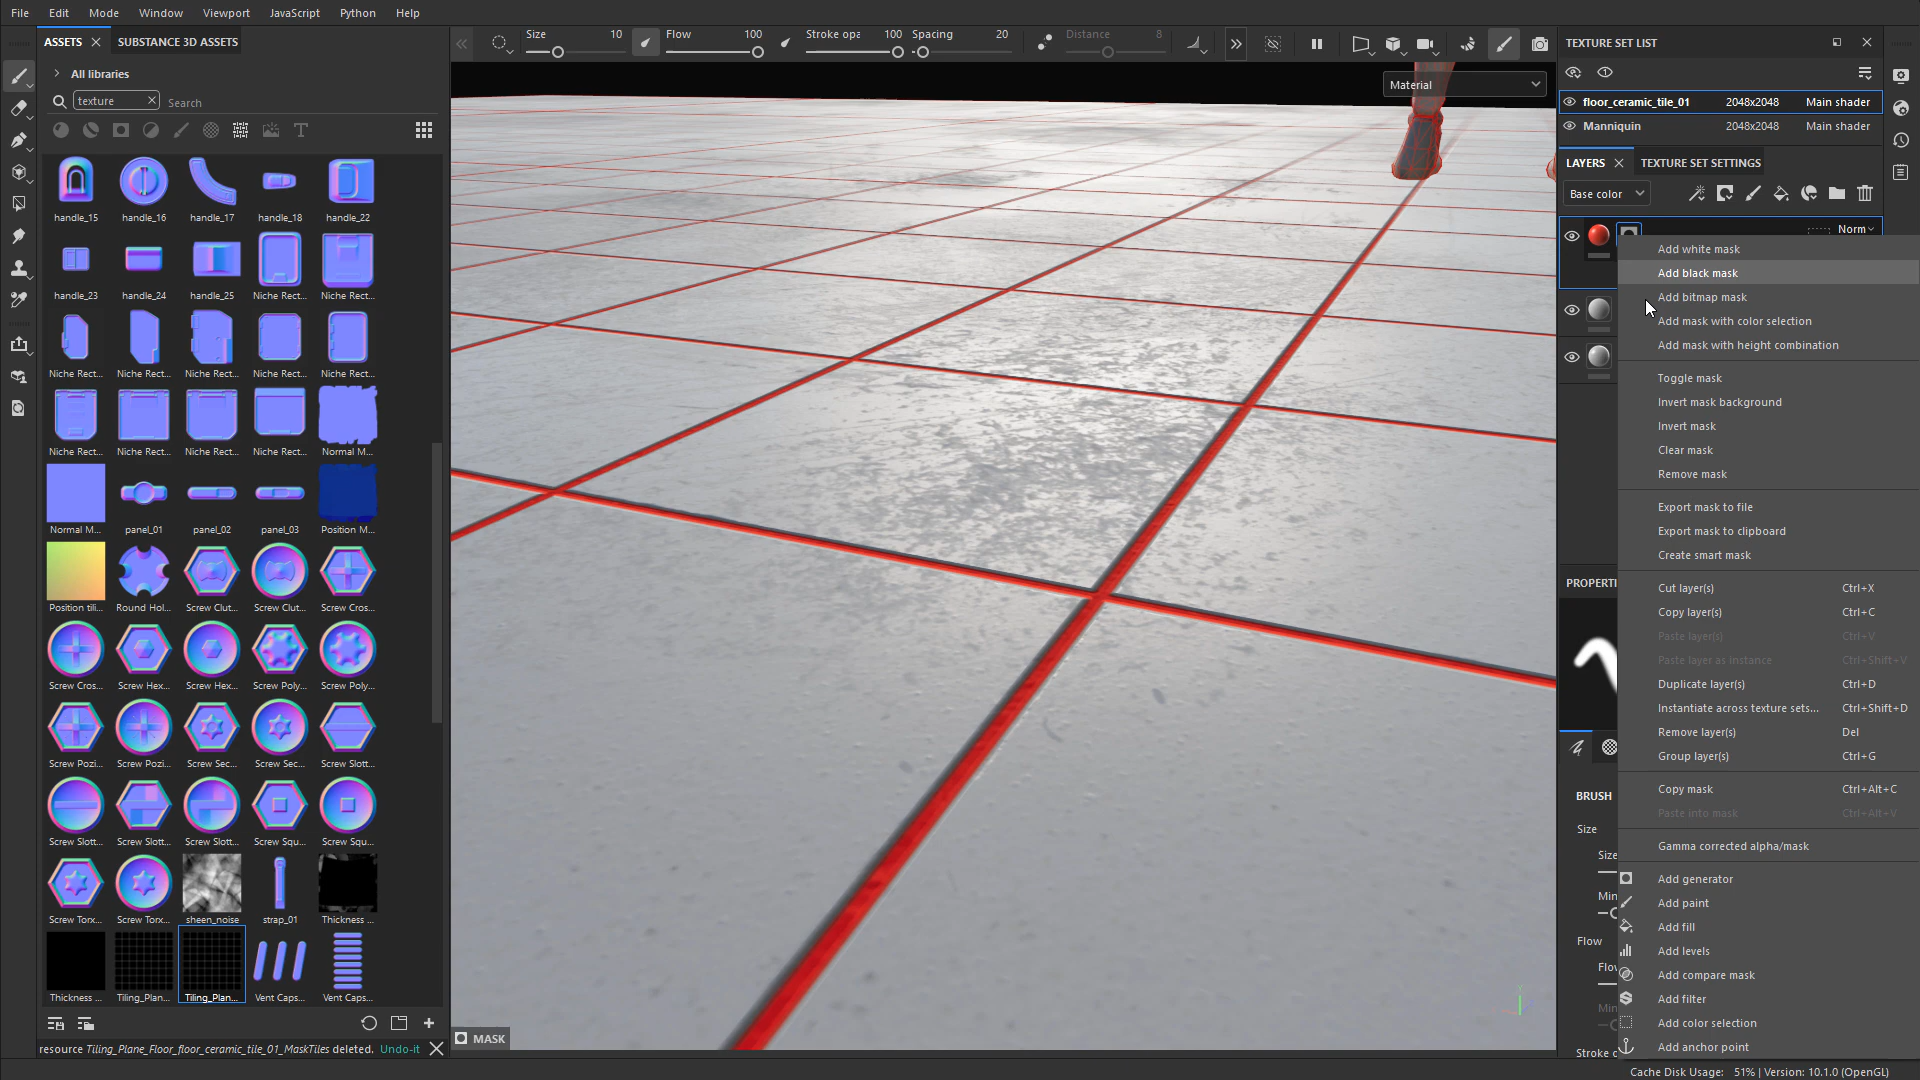 File Edit Mode Window Viewport JavaScript Python Help
ASSETS SUBSTANCE 3D ASSETS
All libraries
texture Search
handle_15 handle_16 handle_17 handle_18 handle_22
handle_23 handle_24 handle_25 Niche Rect... Niche Rect...
Niche Rect... Niche Rect... Niche Rect... Niche Rect... Niche Rect...
Niche Rect... Niche Rect... Niche Rect... Niche Rect... Normal M...
Normal M... panel_01 panel_02 panel_03 Position M...
Position tili... Round Hol... Screw Clut... Screw Clut... Screw Cros...
Screw Cros... Screw Hex... Screw Hex... Screw Poly... Screw Poly...
Screw Pozi... Screw Pozi... Screw Sec... Screw Sec... Screw Slott...
Screw Slott... Screw Slott... Screw Slott... Screw Squ... Screw Squ...
Screw Torx... Screw Torx... sheen_noise strap_01 Thickness ...
Thickness ... Tiling_Plan... Tiling_Plan... Vent Caps... Vent Caps...
resource Tiling_Plane_Floor_floor_ceramic_tile_01_MaskTiles deleted. Undo-it
Size 10 Flow 100 Stroke opa 100 Spacing 20 Distance 8
Material
MASK
TEXTURE SET LIST
floor_ceramic_tile_01 2048x2048 Main shader
Manniquin 2048x2048 Main shader
LAYERS TEXTURE SET SETTINGS
Base color
Norm
Add white mask
Add black mask
Add bitmap mask
Add mask with color selection
Add mask with height combination
Toggle mask
Invert mask background
Invert mask
Clear mask
Remove mask
Export mask to file
Export mask to clipboard
Create smart mask
Cut layer(s) Ctrl+X
Copy layer(s) Ctrl+C
Paste layer(s) Ctrl+V
Paste layer as instance Ctrl+Shift+V
Duplicate layer(s) Ctrl+D
Instantiate across texture sets... Ctrl+Shift+D
Remove layer(s) Del
Group layer(s) Ctrl+G
Copy mask Ctrl+Alt+C
Paste into mask Ctrl+Alt+V
Gamma corrected alpha/mask
Add generator
Add paint
Add fill
Add levels
Add compare mask
Add filter
Add color selection
Add anchor point
PROPERTI
BRUSH
Size
Size
Min
Flow
Flo
Min
Stroke o
Cache Disk Usage: 51% | Version: 10.1.0 (OpenGL)